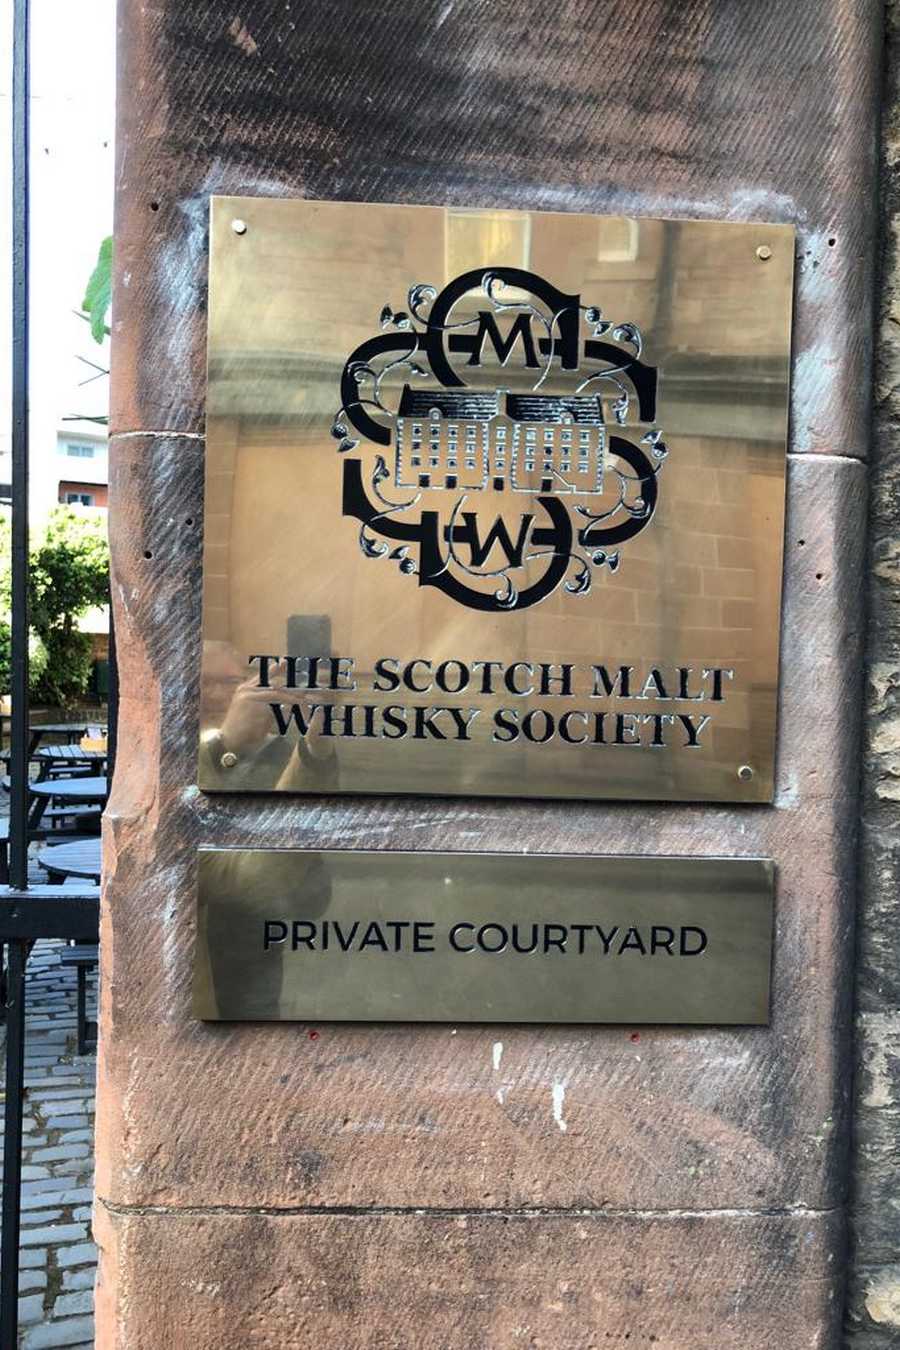 M
W
THE SCOTCH MALT
WHISKY SOCIETY
PRIVATE COURTYARD